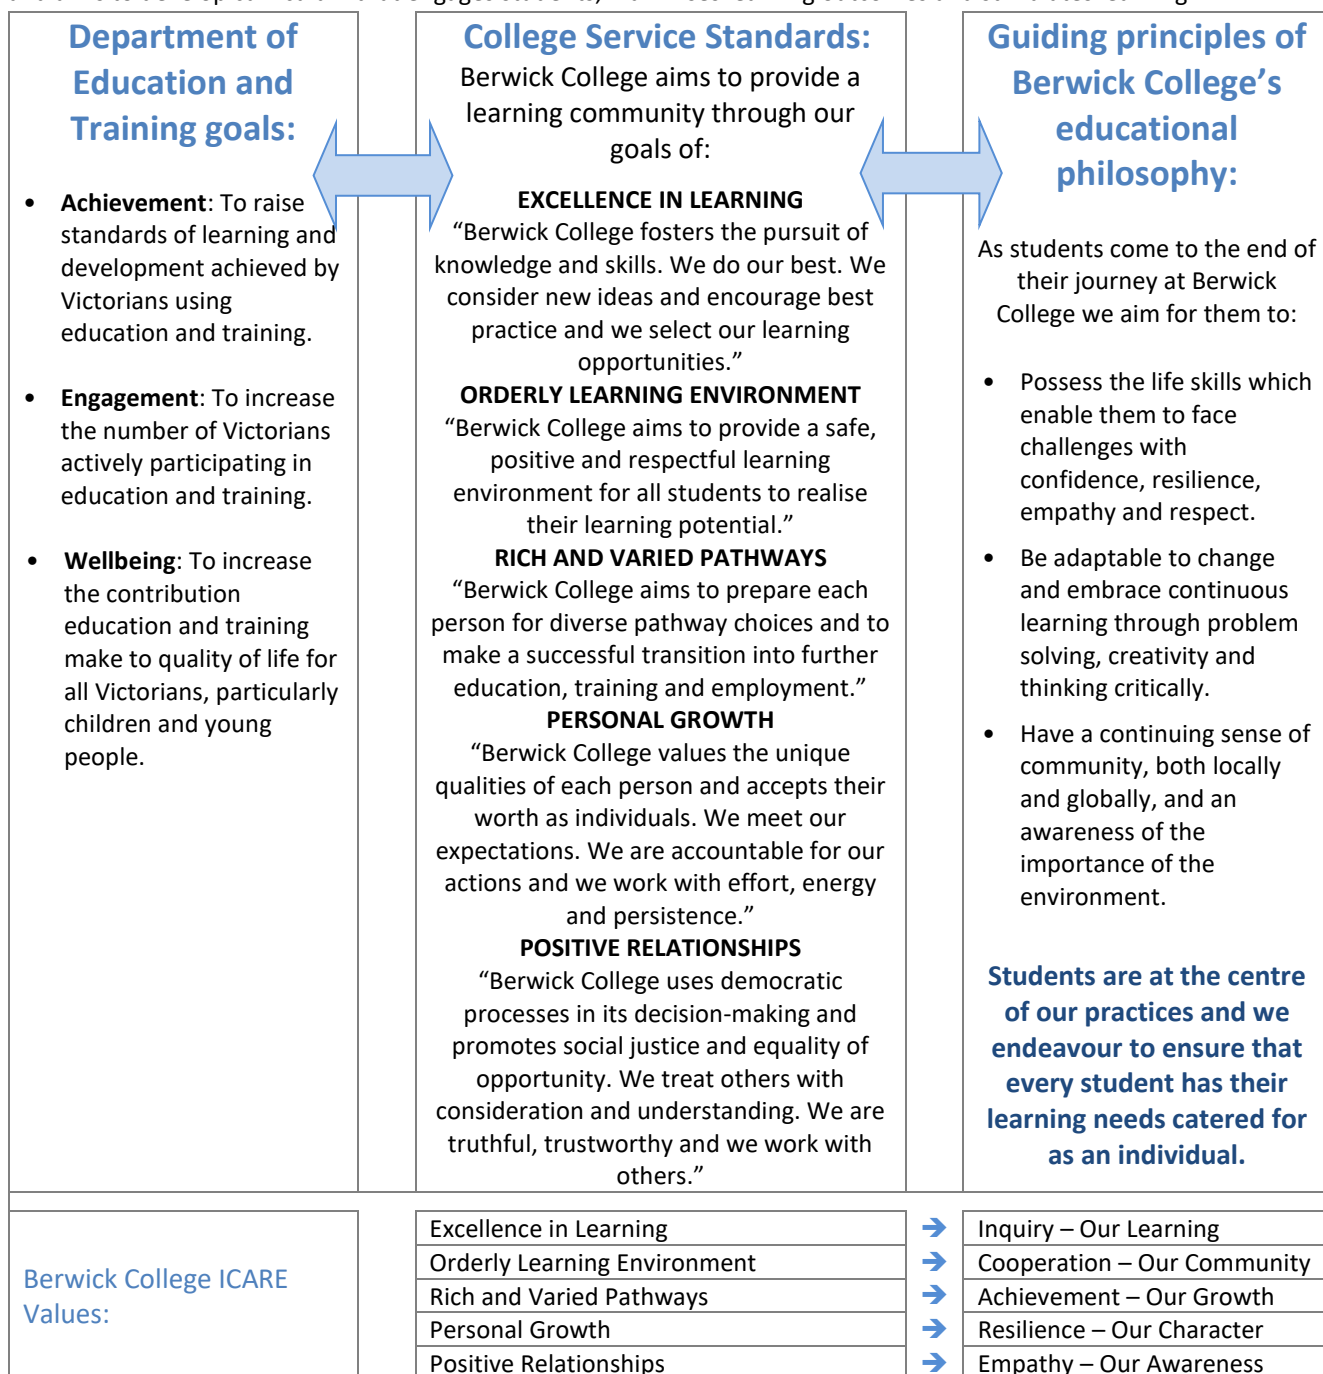 Department of
Education and
Training goals:
• Achievement: To raise
standards of learning and
development achieved by
Victorians using
education and training.
• Engagement: To increase
the number of Victorians
actively participating in
education and training.
• Wellbeing: To increase
the contribution
education and training
make to quality of life for
all Victorians, particularly
children and young
people.
College Service Standards:
Berwick College aims to provide a
learning community through our
goals of:
EXCELLENCE IN LEARNING
“Berwick College fosters the pursuit of
knowledge and skills. We do our best. We
consider new ideas and encourage best
practice and we select our learning
opportunities.”
ORDERLY LEARNING ENVIRONMENT
“Berwick College aims to provide a safe,
positive and respectful learning
environment for all students to realise
their learning potential.”
RICH AND VARIED PATHWAYS
“Berwick College aims to prepare each
person for diverse pathway choices and to
make a successful transition into further
education, training and employment.”
PERSONAL GROWTH
“Berwick College values the unique
qualities of each person and accepts their
worth as individuals. We meet our
expectations. We are accountable for our
actions and we work with effort, energy
and persistence.”
POSITIVE RELATIONSHIPS
“Berwick College uses democratic
processes in its decision-making and
promotes social justice and equality of
opportunity. We treat others with
consideration and understanding. We are
truthful, trustworthy and we work with
others.”
Guiding principles of
Berwick College’s
educational
philosophy:
As students come to the end of
their journey at Berwick
College we aim for them to:
• Possess the life skills which
enable them to face
challenges with
confidence, resilience,
empathy and respect.
• Be adaptable to change
and embrace continuous
learning through problem
solving, creativity and
thinking critically.
• Have a continuing sense of
community, both locally
and globally, and an
awareness of the
importance of the
environment.
Students are at the centre
of our practices and we
endeavour to ensure that
every student has their
learning needs catered for
as an individual.
Berwick College ICARE
Values:
Excellence in Learning ➔ Inquiry – Our Learning
Orderly Learning Environment ➔ Cooperation – Our Community
Rich and Varied Pathways ➔ Achievement – Our Growth
Personal Growth ➔ Resilience – Our Character
Positive Relationships ➔ Empathy – Our Awareness